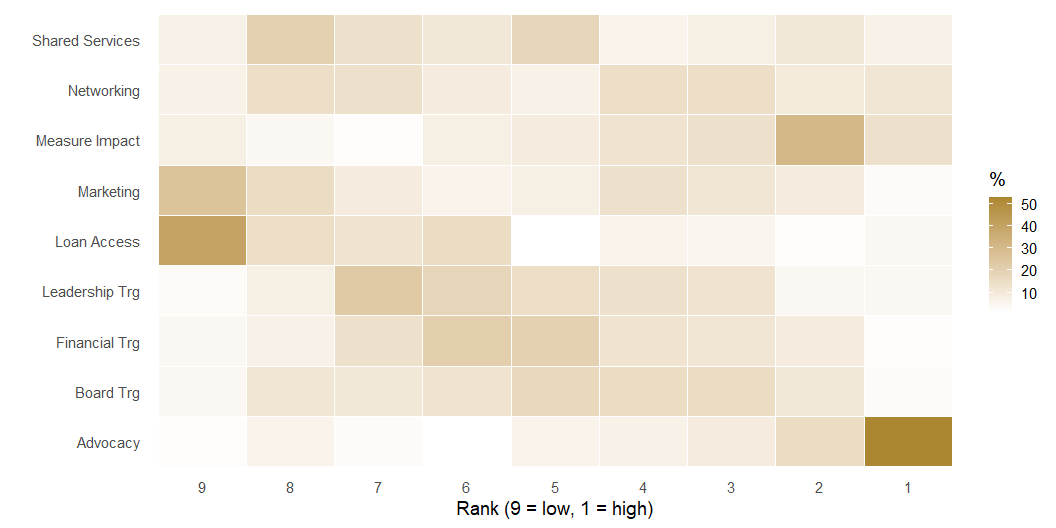 Shared Services
Networking
Measure Impact
Marketing
Loan Access
Leadership Trg
Financial Trg
Board Trg
Advocacy
9 8 7 6 5 4 3 2 1
Rank (9 = low, 1 = high)
%
50
40
30
20
10